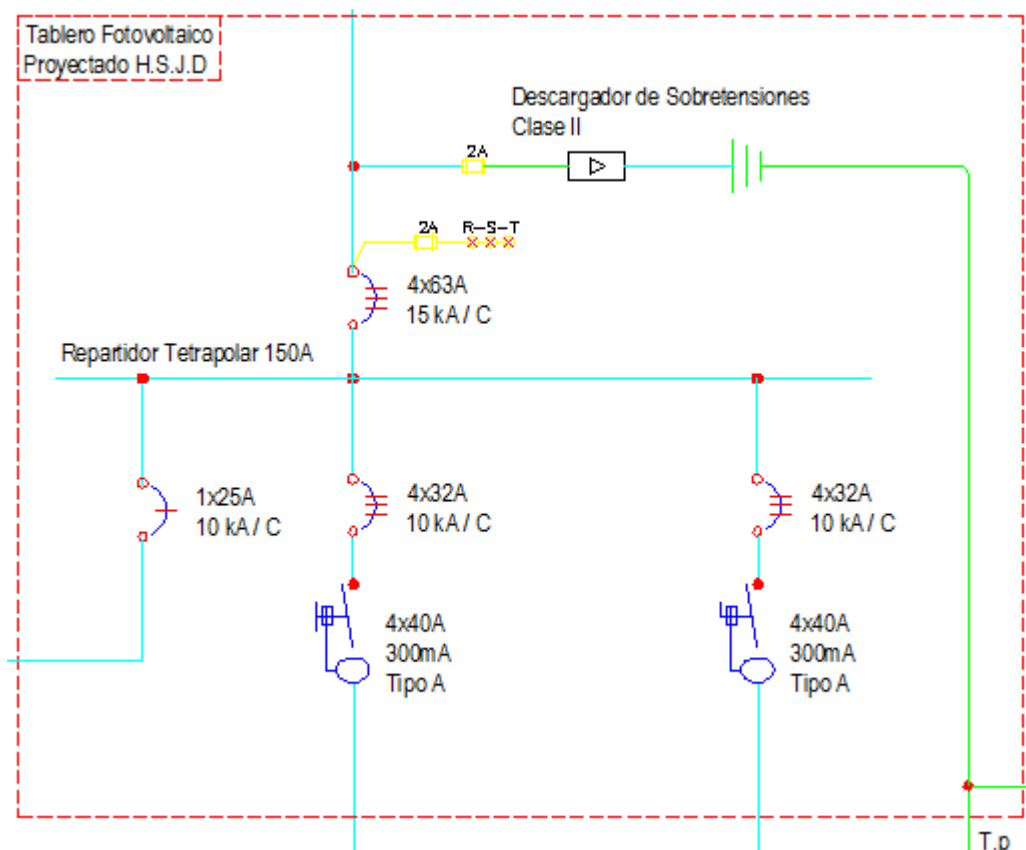 Tablero Fotovoltaico
Proyectado H.S.J.D
Descargador de Sobretensiones
Clase II
2A
2A R-S-T
4x63A
15 kA / C
Repartidor Tetrapolar 150A
1x25A
10 kA / C
4x32A
10 kA / C
4x32A
10 kA / C
4x40A
300mA
Tipo A
4x40A
300mA
Tipo A
T.p